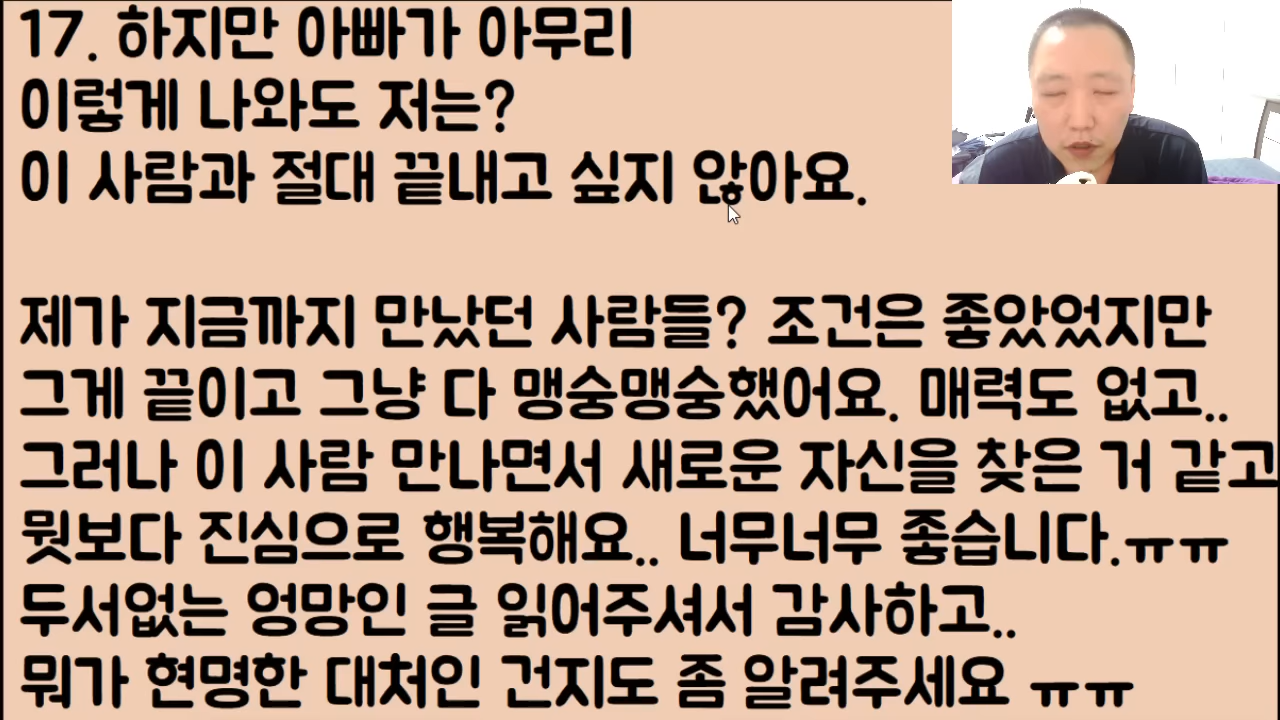 17. 하지만 아빠가 아무리
이렇게 나와도 저는?
이 사람과 절대 끝내고 싶지 않아요.
제가 지금까지 만났던 사람들? 조건은 좋았었지만
그게 끝이고 그냥 다 맹숭맹숭했어요. 매력도 없고..
그러나 이 사람 만나면서 새로운 자신을 찾은 거 같고
뭣보다 진심으로 행복해요.. 너무너무 좋습니다.ㅠㅠ
두서없는 엉망인 글 읽어주셔서 감사하고..
뭐가 현명한 대처인 건지도 좀 알려주세요 ㅠㅠ